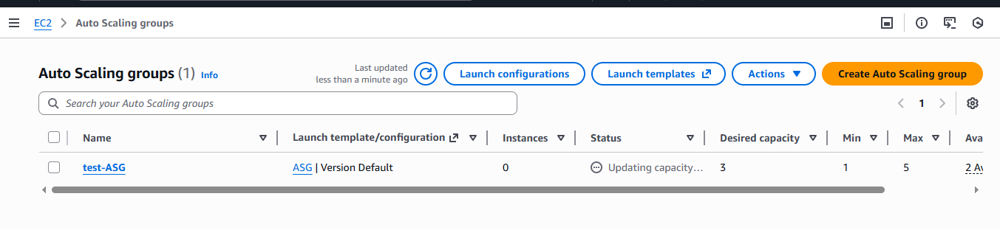 EC2 > Auto Scaling groups
Auto Scaling groups (1) Info
Last updated
less than a minute ago
Launch configurations
Launch templates
Actions
Create Auto Scaling group
Search your Auto Scaling groups
1
Name Launch template/configuration Instances Status Desired capacity Min Max Ava
test-ASG ASG | Version Default 0 Updating capacity… 3 1 5 2 Av